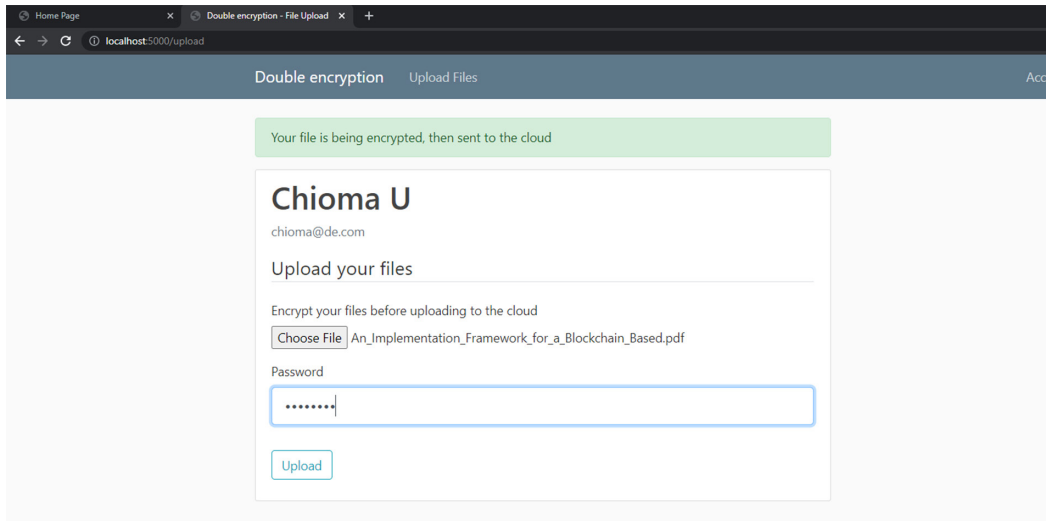 Home Page
Double encryption - File Upload
localhost:5000/upload
Double encryption Upload Files Acc
Your file is being encrypted, then sent to the cloud
Chioma U
chioma@de.com
Upload your files
Encrypt your files before uploading to the cloud
Choose File An_Implementation_Framework_for_a_Blockchain_Based.pdf
Password
••••••••
Upload